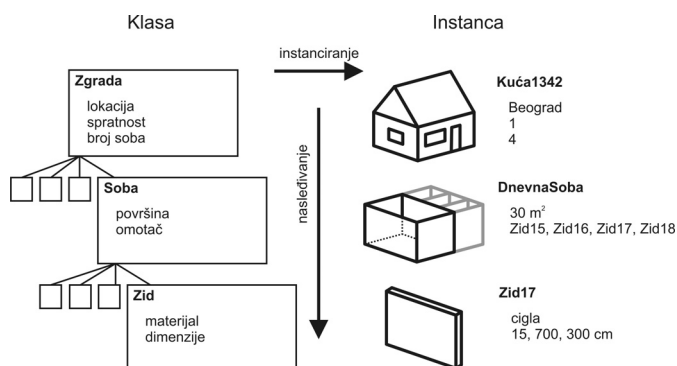 Klasa
Instanca
instanciranje
Zgrada
lokacija
spratnost
broj soba
Kuća1342
Beograd
1
4
nasleđivanje
Soba
površina
omotač
DnevnaSoba
30 m²
Zid15, Zid16, Zid17, Zid18
Zid
materijal
dimenzije
Zid17
cigla
15, 700, 300 cm